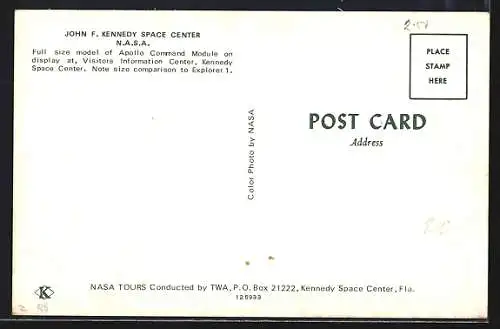 JOHN F. KENNEDY SPACE CENTER
N.A.S.A.
Full size model of Apollo Command Module on
display at, Visitors Information Center, Kennedy
Space Center. Note size comparison to Explorer 1.
PLACE
STAMP
HERE
POST CARD
Address
Color Photo by NASA
K
NASA TOURS Conducted by TWA, P.O. Box 21222, Kennedy Space Center, Fla.
125933